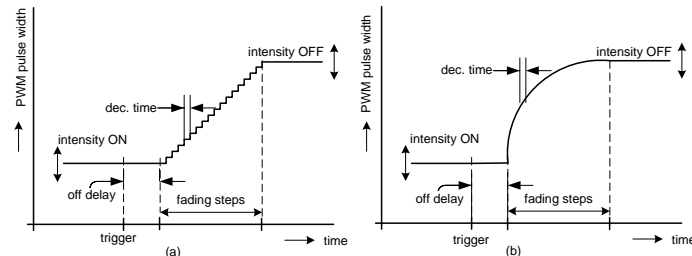 PWM pulse width
intensity OFF
dec. time
intensity ON
off delay
fading steps
trigger
time
(a)
PWM pulse width
intensity OFF
dec. time
intensity ON
off delay
fading steps
trigger
time
(b)